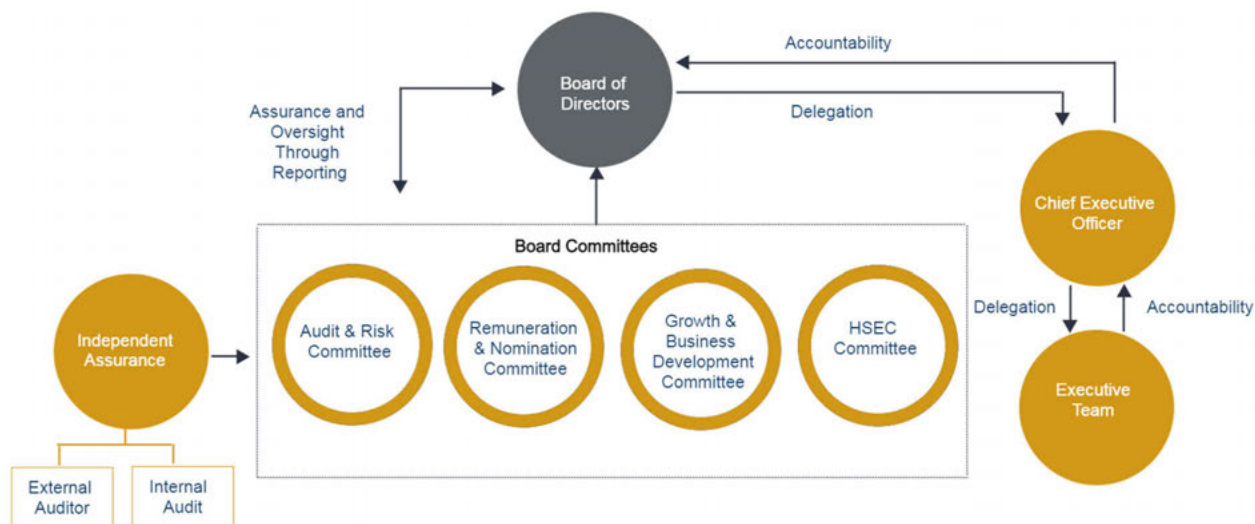 Accountability
Board of
Directors
Delegation
Assurance and
Oversight
Through
Reporting
Chief Executive
Officer
Board Committees
Delegation
Accountability
Independent
Assurance
Audit & Risk
Committee
Remuneration
& Nomination
Committee
Growth &
Business
Development
Committee
HSEC
Committee
Executive
Team
External
Auditor
Internal
Audit